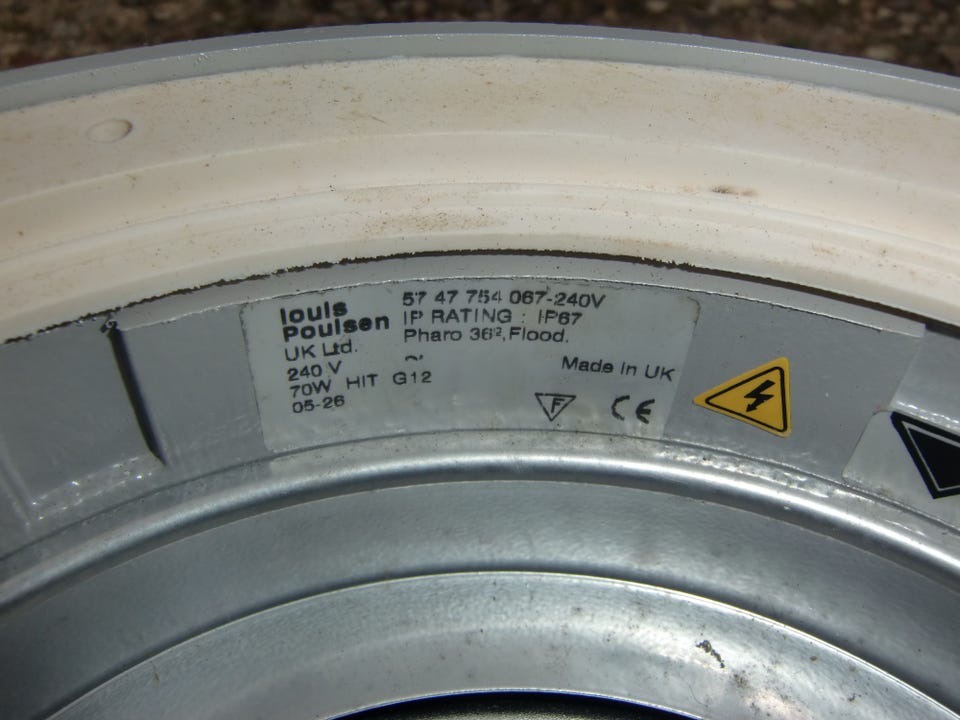 louis
Poulsen
UK Ltd.
240 V ~
70W HIT G12
05-26
57 47 754 067-240V
IP RATING : IP67
Pharo 36º, Flood.
Made in UK
F
CE